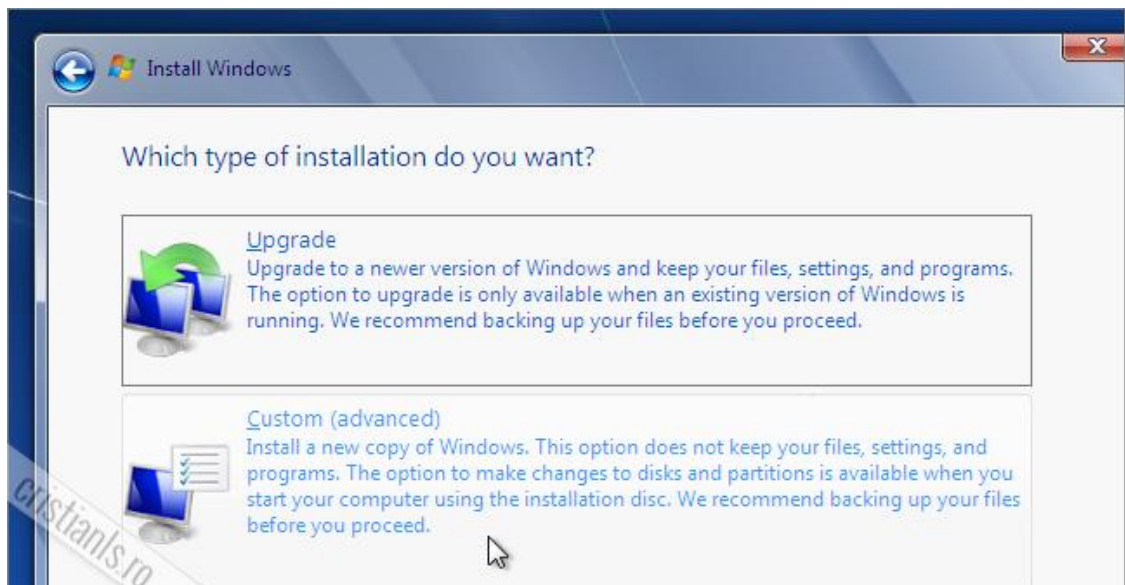 Install Windows
Which type of installation do you want?
Upgrade
Upgrade to a newer version of Windows and keep your files, settings, and programs.
The option to upgrade is only available when an existing version of Windows is
running. We recommend backing up your files before you proceed.
Custom (advanced)
Install a new copy of Windows. This option does not keep your files, settings, and
programs. The option to make changes to disks and partitions is available when you
start your computer using the installation disc. We recommend backing up your files
before you proceed.
cristianls.ro